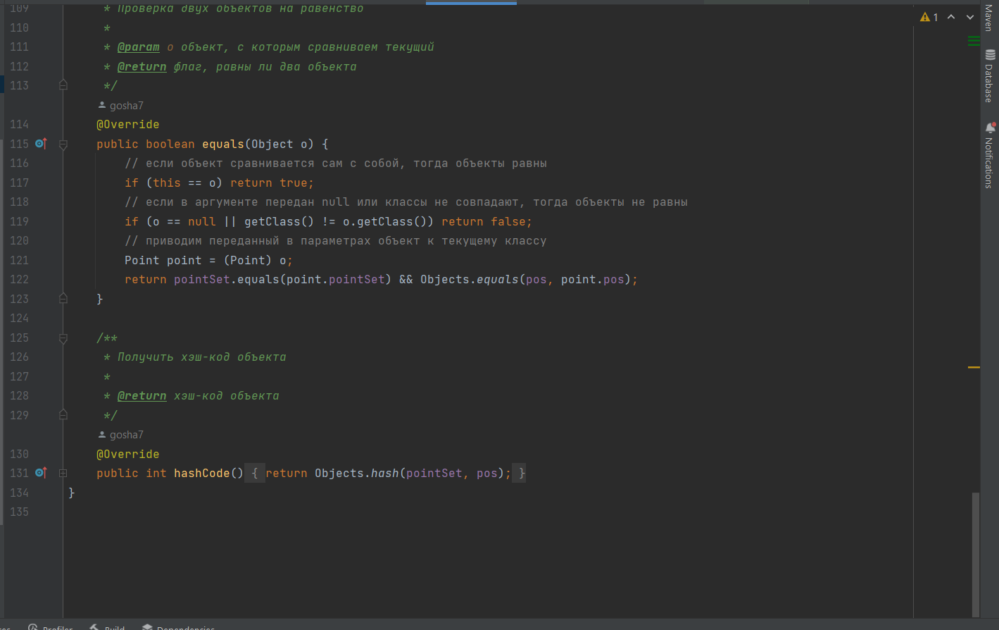 109 * Проверка двух объектов на равенство
110 *
111 * @param o объект, с которым сравниваем текущий
112 * @return флаг, равны ли два объекта
113 */
gosha7
114 @Override
115 public boolean equals(Object o) {
116 // если объект сравнивается сам с собой, тогда объекты равны
117 if (this == o) return true;
118 // если в аргументе передан null или классы не совпадают, тогда объекты не равны
119 if (o == null || getClass() != o.getClass()) return false;
120 // приводим переданный в параметрах объект к текущему классу
121 Point point = (Point) o;
122 return pointSet.equals(point.pointSet) && Objects.equals(pos, point.pos);
123 }
124
125 /**
126 * Получить хэш-код объекта
127 *
128 * @return хэш-код объекта
129 */
gosha7
130 @Override
131 public int hashCode() { return Objects.hash(pointSet, pos); }
134 }
135
1
Maven
Database
Notifications
Profiler Build Dependencies